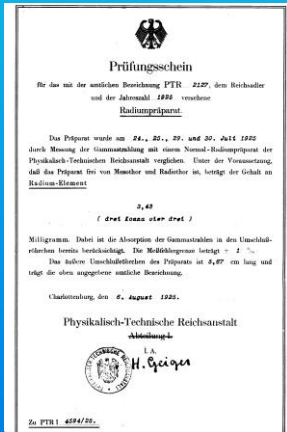 Prüfungsschein
für das mit der amtlichen Bezeichnung PTR 2127, dem Reichsadler
und der Jahreszahl 1925 versehene
Radiumpräparat.
Das Präparat wurde am 24., 25., 29. und 30. Juli 1925
durch Messung der Gammastrahlung mit einem Normal-Radiumpräparat der
Physikalisch-Technischen Reichsanstalt verglichen. Unter der Voraussetzung,
daß das Präparat frei von Mesothor und Radiothor ist, beträgt der Gehalt an
Radium-Element
3,43
( drei Komma vier drei )
Milligramm. Dabei ist die Absorption der Gammastrahlen in den Umschluß-
röhrchen bereits berücksichtigt. Die Meßfehlergrenze beträgt 1
Das äußere Umschlußröhrchen des Präparats ist cm lang und
trägt die oben angegebene amtliche Bezeichnung.
Charlottenburg, den 6. August 1925.
Physikalisch-Technische Reichsanstalt
Abteilung I.
I. A.
H. Geiger
Zu PTR I 4594/25.